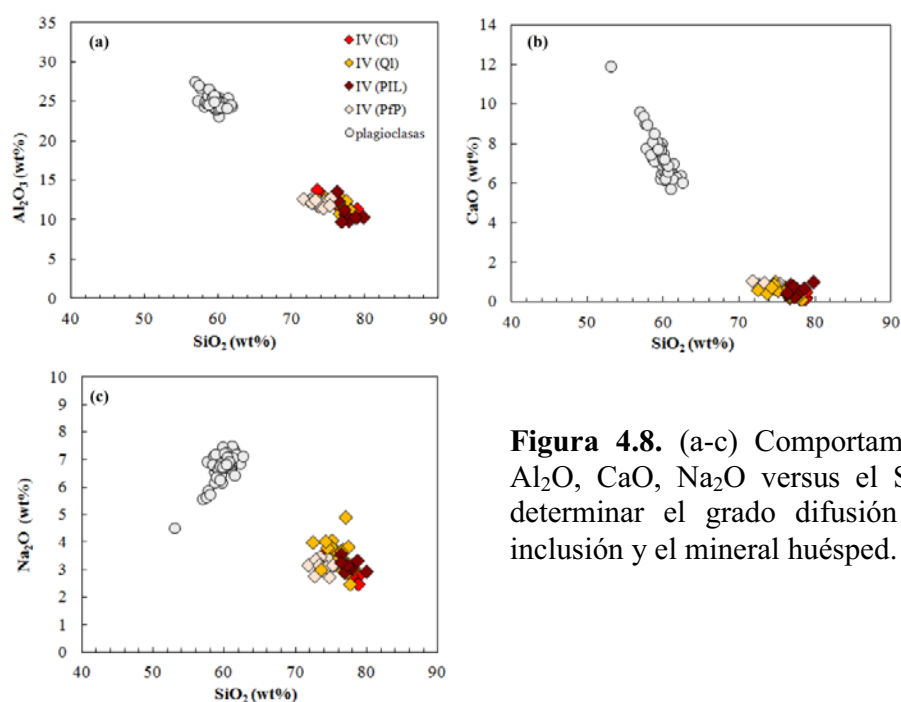 (a)
IV (Cl)
IV (Ql)
IV (PIL)
IV (PfP)
plagioclasas
35
30
25
20
15
10
5
0
Al₂O₃ (wt%)
40 50 60 70 80 90
SiO₂ (wt%)
(b)
14
12
10
8
6
4
2
0
CaO (wt%)
40 50 60 70 80 90
SiO₂ (wt%)
(c)
10
9
8
7
6
5
4
3
2
1
0
Na₂O (wt%)
40 50 60 70 80 90
SiO₂ (wt%)
Figura 4.8. (a-c) Comportam
Al₂O, CaO, Na₂O versus el S
determinar el grado difusión
inclusión y el mineral huésped.